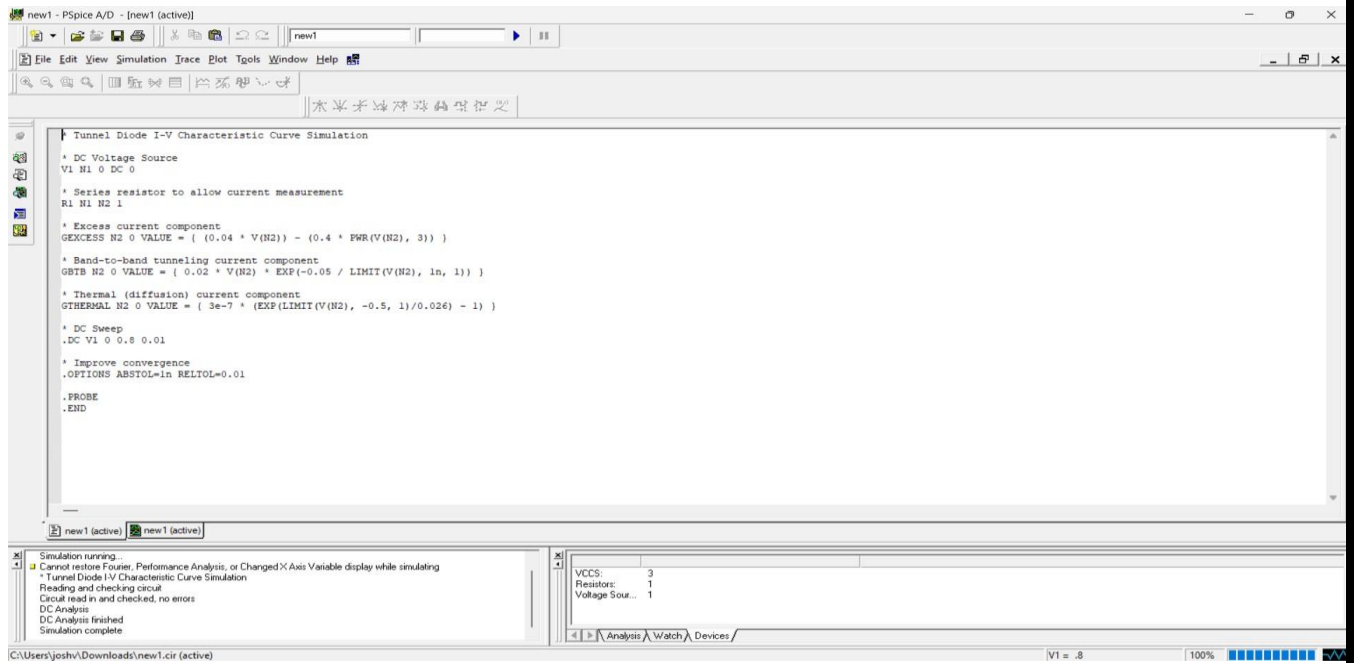 new1 - PSpice A/D - [new1 (active)]
new1
File Edit View Simulation Trace Plot Tools Window Help
* Tunnel Diode I-V Characteristic Curve Simulation
* DC Voltage Source
V1 N1 0 DC 0
* Series resistor to allow current measurement
R1 N1 N2 1
* Excess current component
GEXCESS N2 0 VALUE = { (0.04 * V(N2)) - (0.4 * PWR(V(N2), 3)) }
* Band-to-band tunneling current component
GBTB N2 0 VALUE = { 0.02 * V(N2) * EXP(-0.05 / LIMIT(V(N2), 1n, 1)) }
* Thermal (diffusion) current component
GTHERMAL N2 0 VALUE = { 3e-7 * (EXP(LIMIT(V(N2), -0.5, 1)/0.026) - 1) }
* DC Sweep
.DC V1 0 0.8 0.01
* Improve convergence
.OPTIONS ABSTOL=1n RELTOL=0.01
.PROBE
.END
new1 (active) new1 (active)
Simulation running...
Cannot restore Fourier, Performance Analysis, or Changed X Axis Variable display while simulating
* Tunnel Diode I-V Characteristic Curve Simulation
Reading and checking circuit
Circuit read in and checked, no errors
DC Analysis
DC Analysis finished
Simulation complete
VCCS: 3
Resistors: 1
Voltage Sour... 1
Analysis Watch Devices
C:\Users\joshv\Downloads\new1.cir (active) V1 = .8 100%